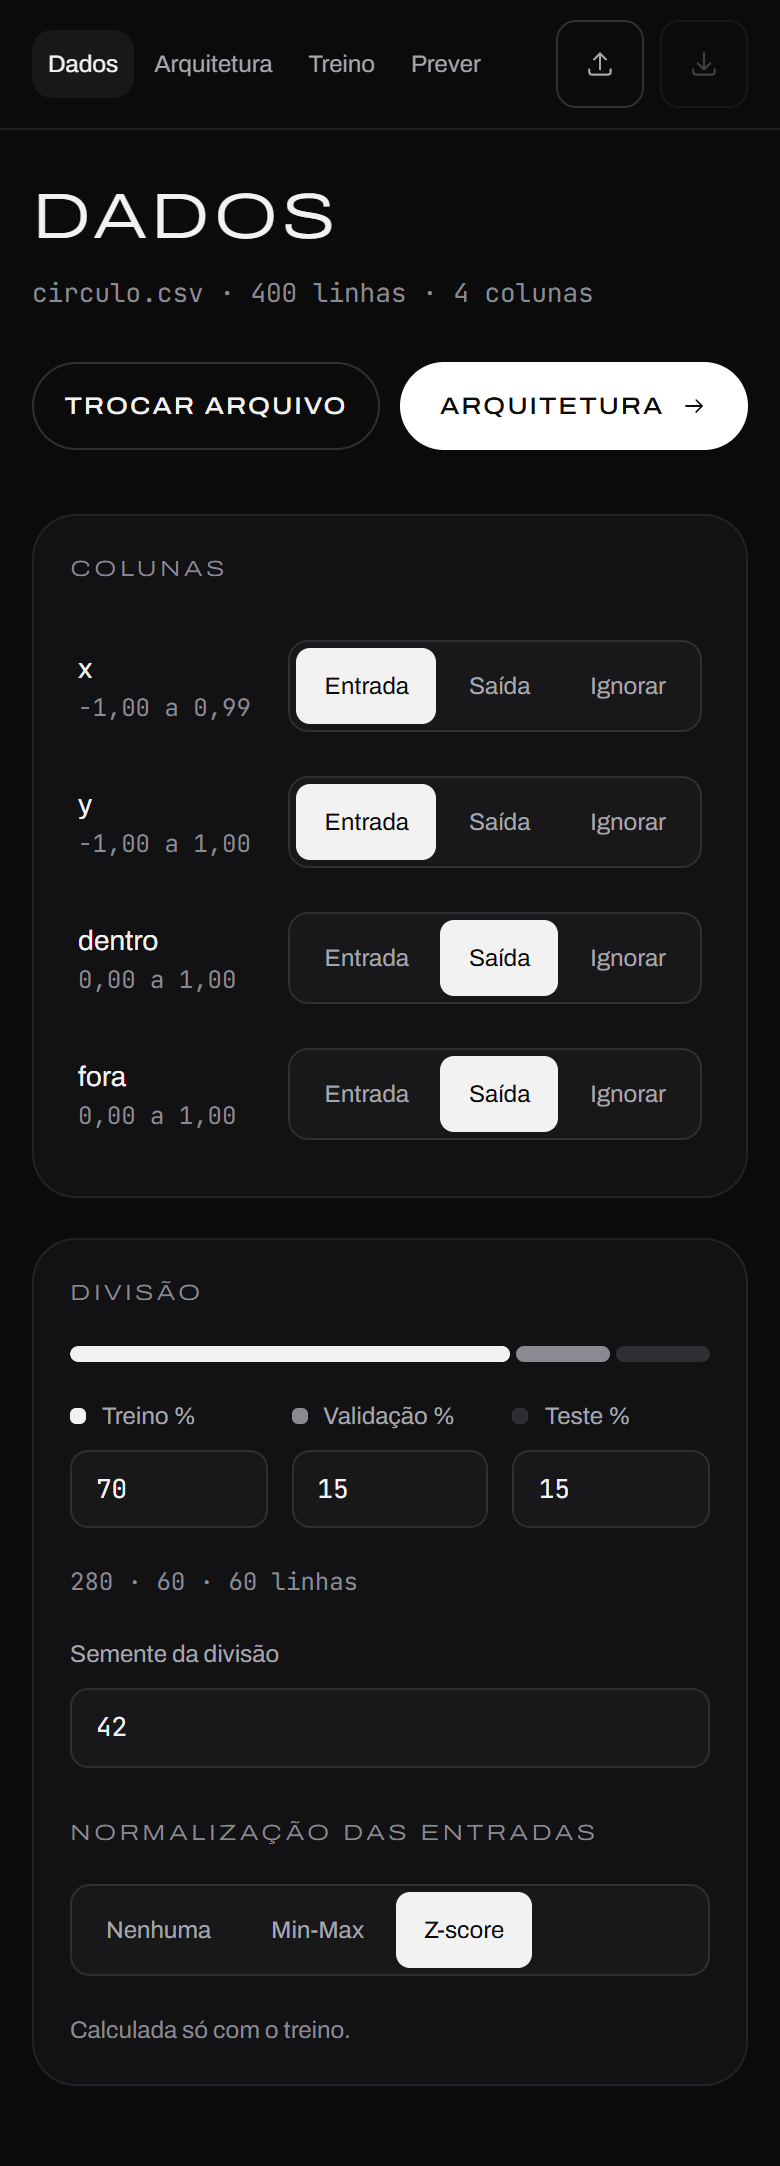 Dados Arquitetura Treino Prever
DADOS
circulo.csv · 400 linhas · 4 colunas
TROCAR ARQUIVO ARQUITETURA →
COLUNAS
x
-1,00 a 0,99
Entrada Saída Ignorar
y
-1,00 a 1,00
Entrada Saída Ignorar
dentro
0,00 a 1,00
Entrada Saída Ignorar
fora
0,00 a 1,00
Entrada Saída Ignorar
DIVISÃO
Treino % Validação % Teste %
70 15 15
280 · 60 · 60 linhas
Semente da divisão
42
NORMALIZAÇÃO DAS ENTRADAS
Nenhuma Min-Max Z-score
Calculada só com o treino.